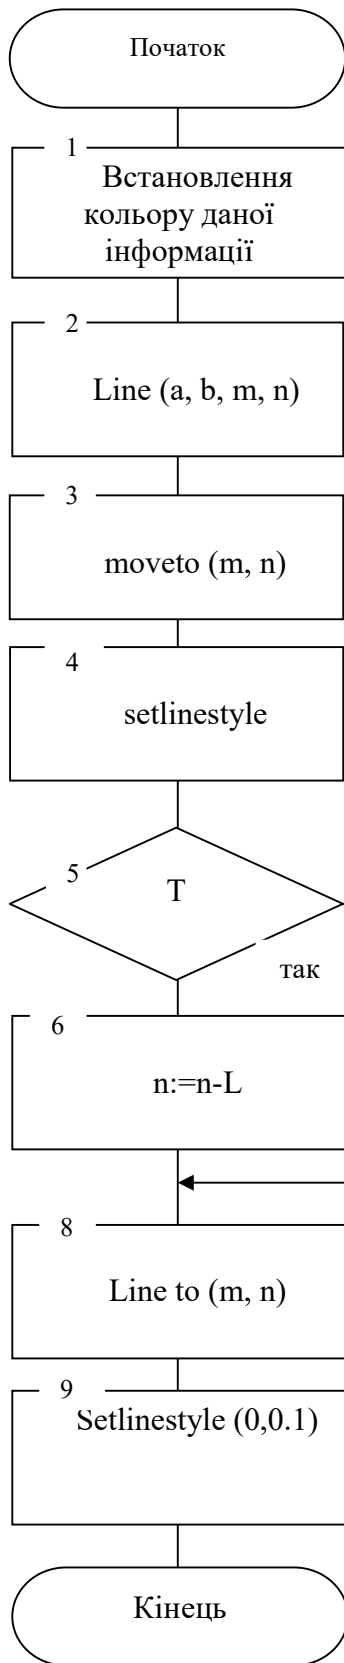 Початок
1
Встановлення
кольору даної
інформації
2
Line (a, b, m, n)
3
moveto (m, n)
4
setlinestyle
5
T
так
6
n:=n-L
8
Line to (m, n)
9
Setlinestyle (0,0.1)
Кінець